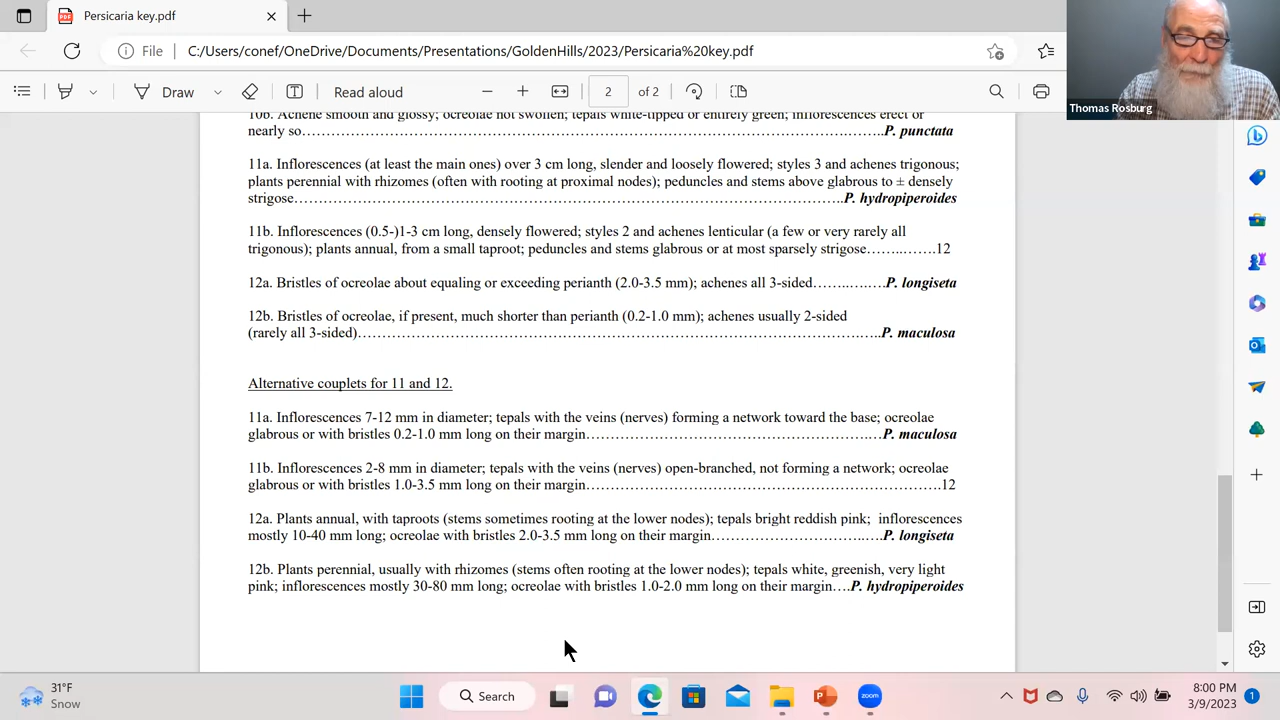 Persicaria key.pdf
File C:/Users/conef/OneDrive/Documents/Presentations/GoldenHills/2023/Persicaria%20key.pdf
Draw Read aloud 2 of 2
Thomas Rosburg
10b. Achene smooth and glossy; ocreolae not swollen; tepals white-tipped or entirely green; inflorescences erect or
nearly so……………………………………………………………………………………….…….P. punctata
11a. Inflorescences (at least the main ones) over 3 cm long, slender and loosely flowered; styles 3 and achenes trigonous;
plants perennial with rhizomes (often with rooting at proximal nodes); peduncles and stems above glabrous to ± densely
strigose……………………………………………………………………………………..P. hydropiperoides
11b. Inflorescences (0.5-)1-3 cm long, densely flowered; styles 2 and achenes lenticular (a few or very rarely all
trigonous); plants annual, from a small taproot; peduncles and stems glabrous or at most sparsely strigose……..…….12
12a. Bristles of ocreolae about equaling or exceeding perianth (2.0-3.5 mm); achenes all 3-sided……..….….P. longiseta
12b. Bristles of ocreolae, if present, much shorter than perianth (0.2-1.0 mm); achenes usually 2-sided
(rarely all 3-sided)……………………………………………………………………………….…..P. maculosa
Alternative couplets for 11 and 12.
11a. Inflorescences 7-12 mm in diameter; tepals with the veins (nerves) forming a network toward the base; ocreolae
glabrous or with bristles 0.2-1.0 mm long on their margin…………………………………………….…P. maculosa
11b. Inflorescences 2-8 mm in diameter; tepals with the veins (nerves) open-branched, not forming a network; ocreolae
glabrous or with bristles 1.0-3.5 mm long on their margin…………………………………………………………….12
12a. Plants annual, with taproots (stems sometimes rooting at the lower nodes); tepals bright reddish pink; inflorescences
mostly 10-40 mm long; ocreolae with bristles 2.0-3.5 mm long on their margin……………………….…..….P. longiseta
12b. Plants perennial, usually with rhizomes (stems often rooting at the lower nodes); tepals white, greenish, very light
pink; inflorescences mostly 30-80 mm long; ocreolae with bristles 1.0-2.0 mm long on their margin….P. hydropiperoides
31°F
Snow
Search
zoom
8:00 PM
3/9/2023
1